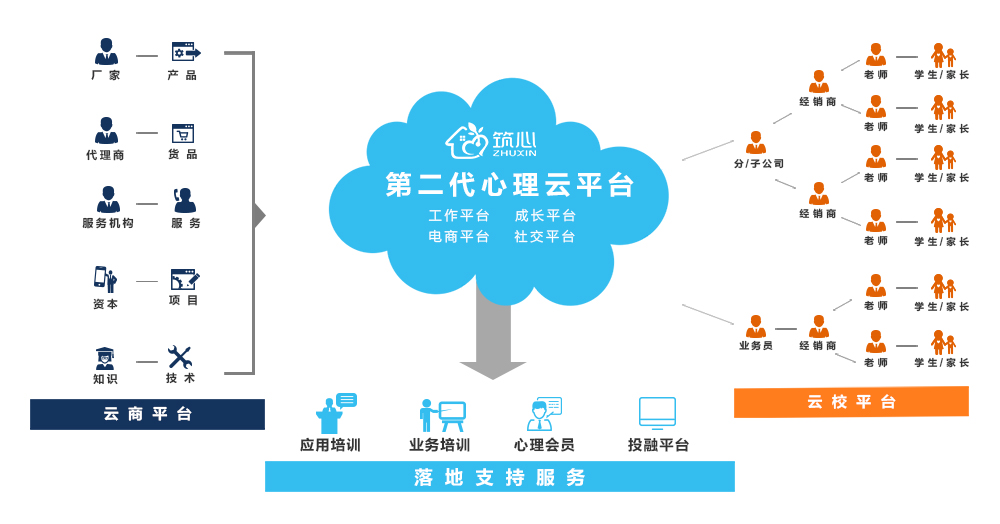 厂家
产品
代理商
货品
服务机构
服务
资本
项目
知识
技术
云商平台
筑心
ZHUXIN
第二代心理云平台
工作平台 成长平台
电商平台 社交平台
应用培训
业务培训
心理会员
投融平台
落地支持服务
分/子公司
经销商
老师
学生/家长
老师
学生/家长
经销商
老师
学生/家长
老师
学生/家长
业务员
经销商
老师
学生/家长
老师
学生/家长
云校平台